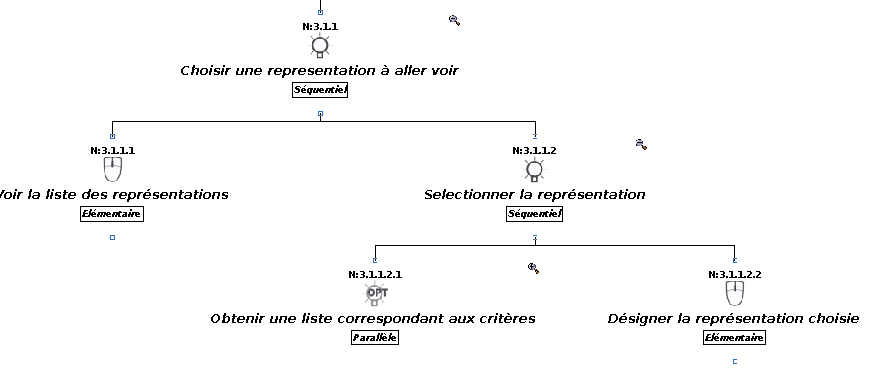 N:3.1.1
Choisir une representation à aller voir
Séquentiel
N:3.1.1.1
N:3.1.1.2
Voir la liste des représentations
Selectionner la représentation
Elémentaire
Séquentiel
N:3.1.1.2.1
N:3.1.1.2.2
OPT
Obtenir une liste correspondant aux critères
Désigner la représentation choisie
Parallèle
Elémentaire